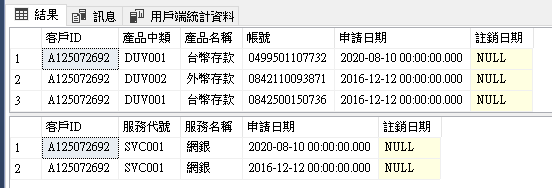 結果 訊息 用戶端統計資料
客戶ID 產品中類 產品名稱 帳號 申請日期 註銷日期
1 A125072692 DUV001 台幣存款 0499501107732 2020-08-10 00:00:00.000 NULL
2 A125072692 DUV002 外幣存款 0842110093871 2016-12-12 00:00:00.000 NULL
3 A125072692 DUV001 台幣存款 0842500150736 2016-12-12 00:00:00.000 NULL
客戶ID 服務代號 服務名稱 申請日期 註銷日期
1 A125072692 SVC001 網銀 2020-08-10 00:00:00.000 NULL
2 A125072692 SVC001 網銀 2016-12-12 00:00:00.000 NULL